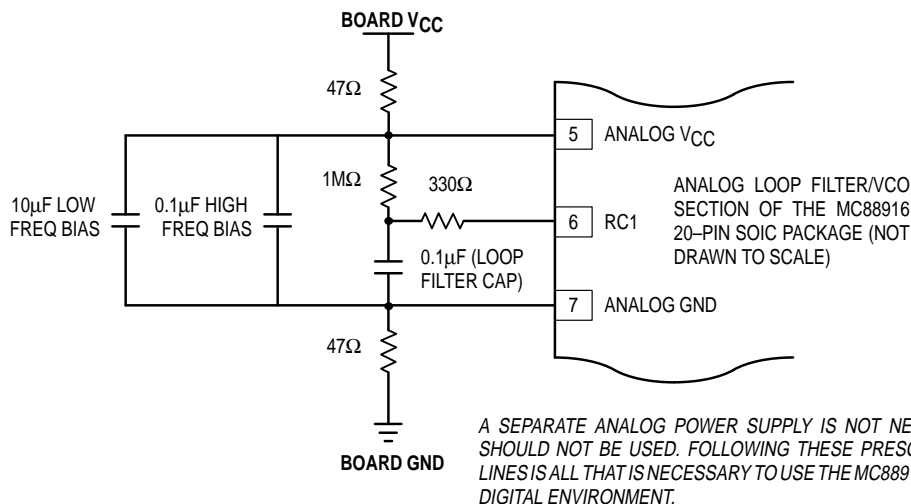 BOARD VCC
47Ω
5 ANALOG VCC
1MΩ
330Ω
10μF LOW
FREQ BIAS
0.1μF HIGH
FREQ BIAS
6 RC1
ANALOG LOOP FILTER/VCO
SECTION OF THE MC88916
20–PIN SOIC PACKAGE (NOT
DRAWN TO SCALE)
0.1μF (LOOP
FILTER CAP)
7 ANALOG GND
47Ω
BOARD GND
A SEPARATE ANALOG POWER SUPPLY IS NOT NE
SHOULD NOT BE USED. FOLLOWING THESE PRESC
LINES IS ALL THAT IS NECESSARY TO USE THE MC889
DIGITAL ENVIRONMENT.